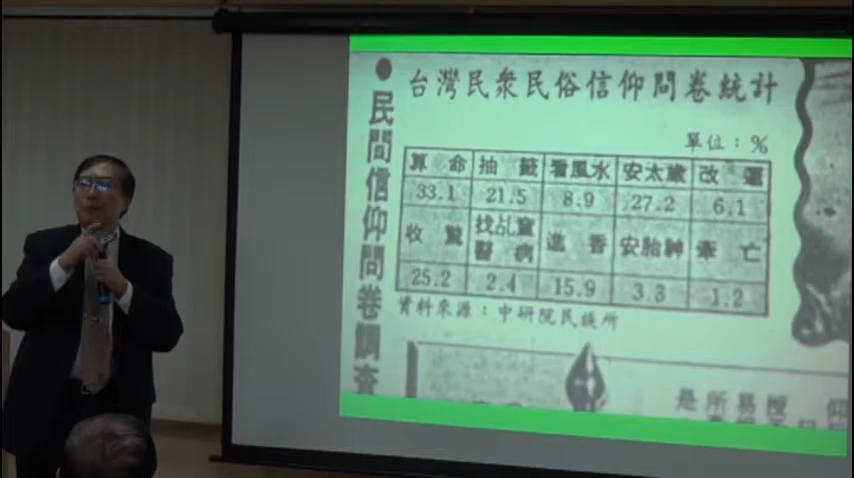 ●民間信仰問卷調查
台灣民衆民俗信仰問卷統計
單位：%
算命 抽籤 看風水 安太歲 改運
33.1 21.5 8.9 27.2 6.1
收驚 找乩童醫病 進香 安胎神 牽亡
25.2 2.4 15.9 3.3 1.2
資料來源：中研院民族所
是所易